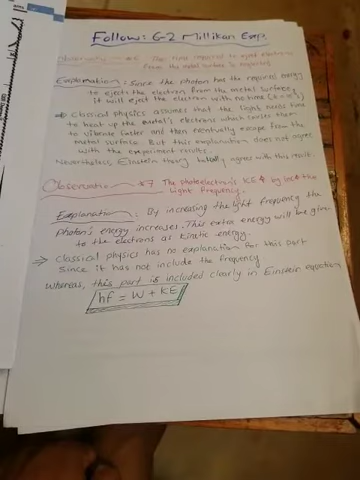 Follow: 6-2 Millikan Exp.
Observation #6 The time required to eject electrons
from the metal surface is negligible
Explanation: Since the photon has the required energy
to eject the electron from the metal surface,
it will eject the electron with no time
⇒ Classical physics assumes that the light needs time
to heat up the metal's electrons which causes them
to vibrate faster and then eventually escape from the
metal surface. But this explanation does not agree
with the experiment results.
Nevertheless Einstein theory totally agree with this result.
Observation #7 The photoelectron's KE ↑ by inc the
light frequency.
Explanation: By increasing the light frequency the
photon's energy increases. This extra energy will be given
to the electrons as kinetic energy.
⇒ Classical physics has no explanation for this part
since it has not include the frequency
whereas, this part is included clearly in Einstein equation
hf = W + KE